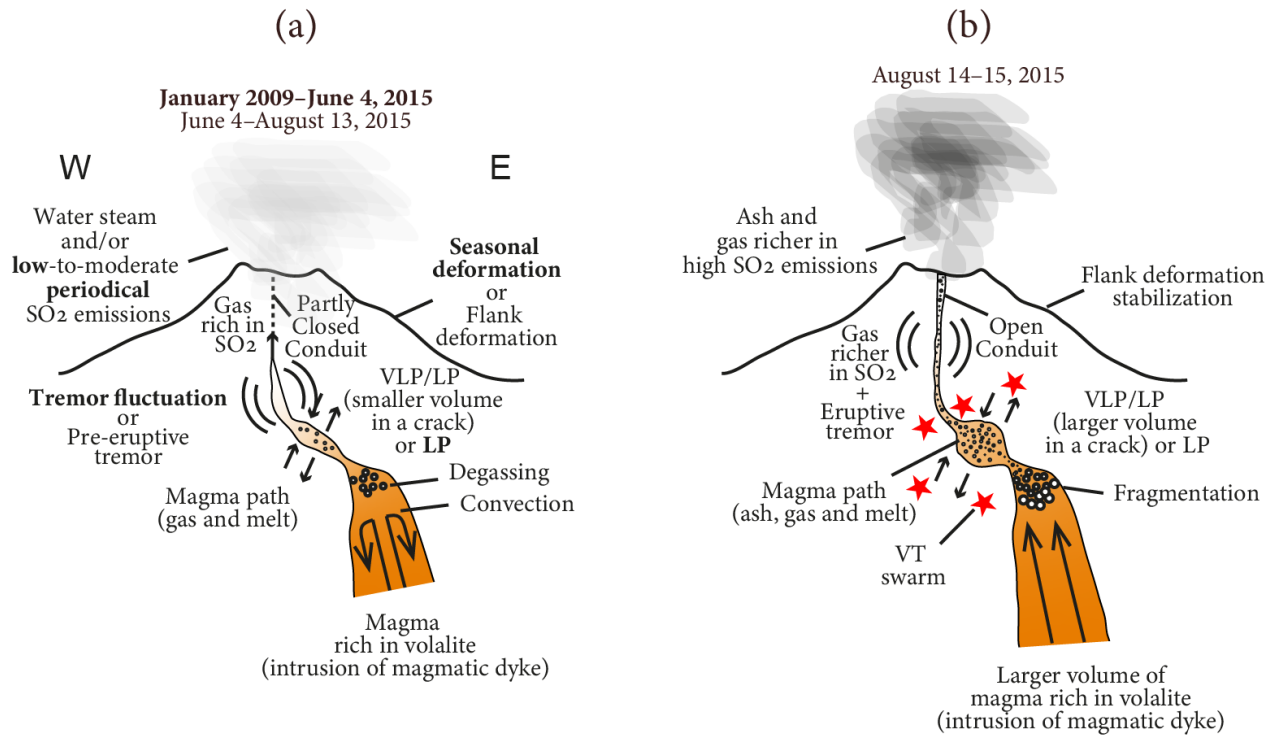 (a)
January 2009–June 4, 2015
June 4–August 13, 2015
W
E
Water steam
and/or
low-to-moderate
periodical
SO2 emissions
Seasonal
deformation
or
Flank
deformation
Gas
rich in
SO2
Partly
Closed
Conduit
Tremor fluctuation
or
Pre-eruptive
tremor
VLP/LP
(smaller volume
in a crack)
or LP
Degassing
Convection
Magma path
(gas and melt)
Magma
rich in volalite
(intrusion of magmatic dyke)
(b)
August 14–15, 2015
Ash and
gas richer in
high SO2 emissions
Flank deformation
stabilization
Gas
richer
in SO2
+
Eruptive
tremor
Open
Conduit
VLP/LP
(larger volume
in a crack) or LP
Magma path
(ash, gas and melt)
Fragmentation
VT
swarm
Larger volume of
magma rich in volalite
(intrusion of magmatic dyke)